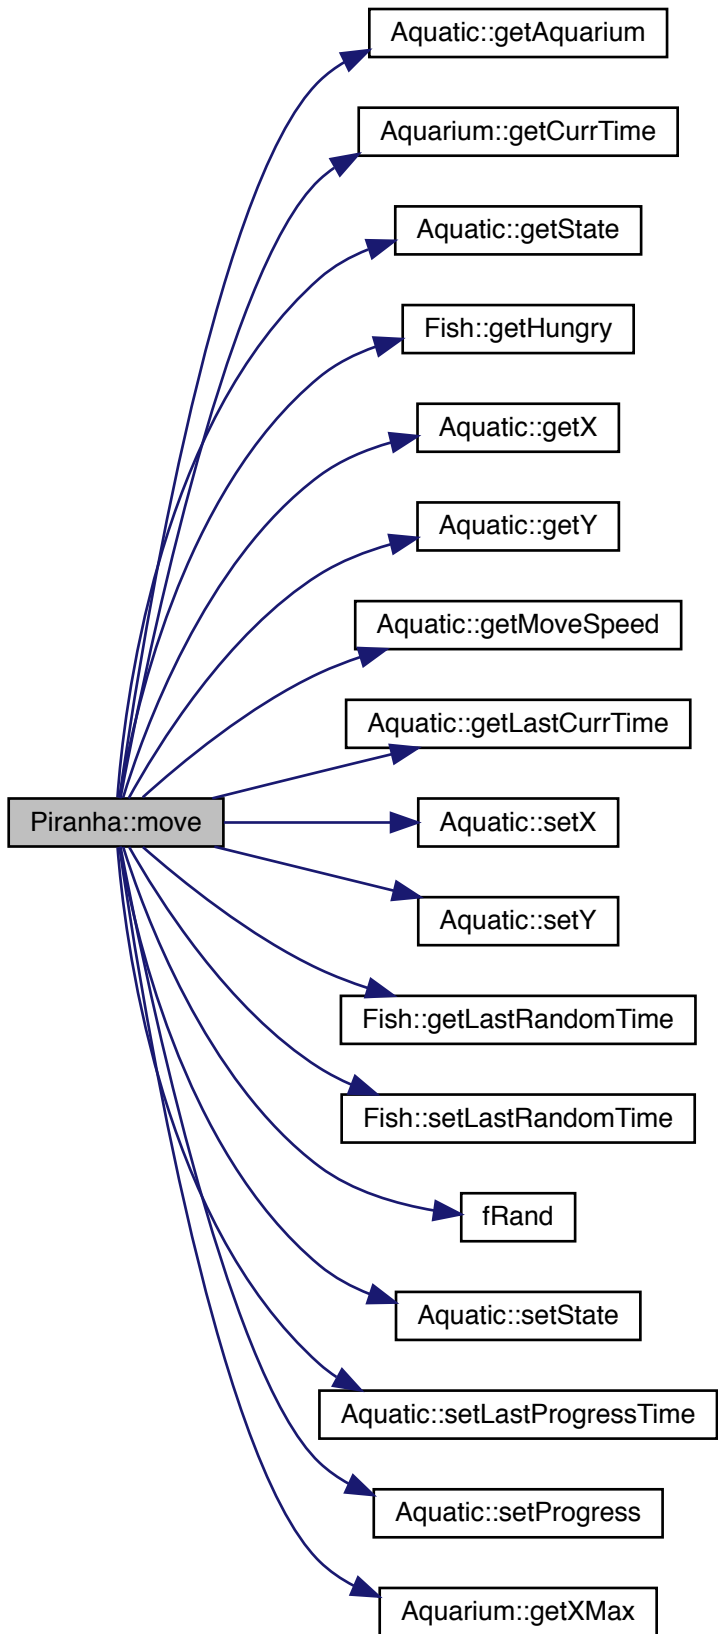 Aquatic::getAquarium
Aquarium::getCurrTime
Aquatic::getState
Fish::getHungry
Aquatic::getX
Aquatic::getY
Aquatic::getMoveSpeed
Aquatic::getLastCurrTime
Piranha::move
Aquatic::setX
Aquatic::setY
Fish::getLastRandomTime
Fish::setLastRandomTime
fRand
Aquatic::setState
Aquatic::setLastProgressTime
Aquatic::setProgress
Aquarium::getXMax